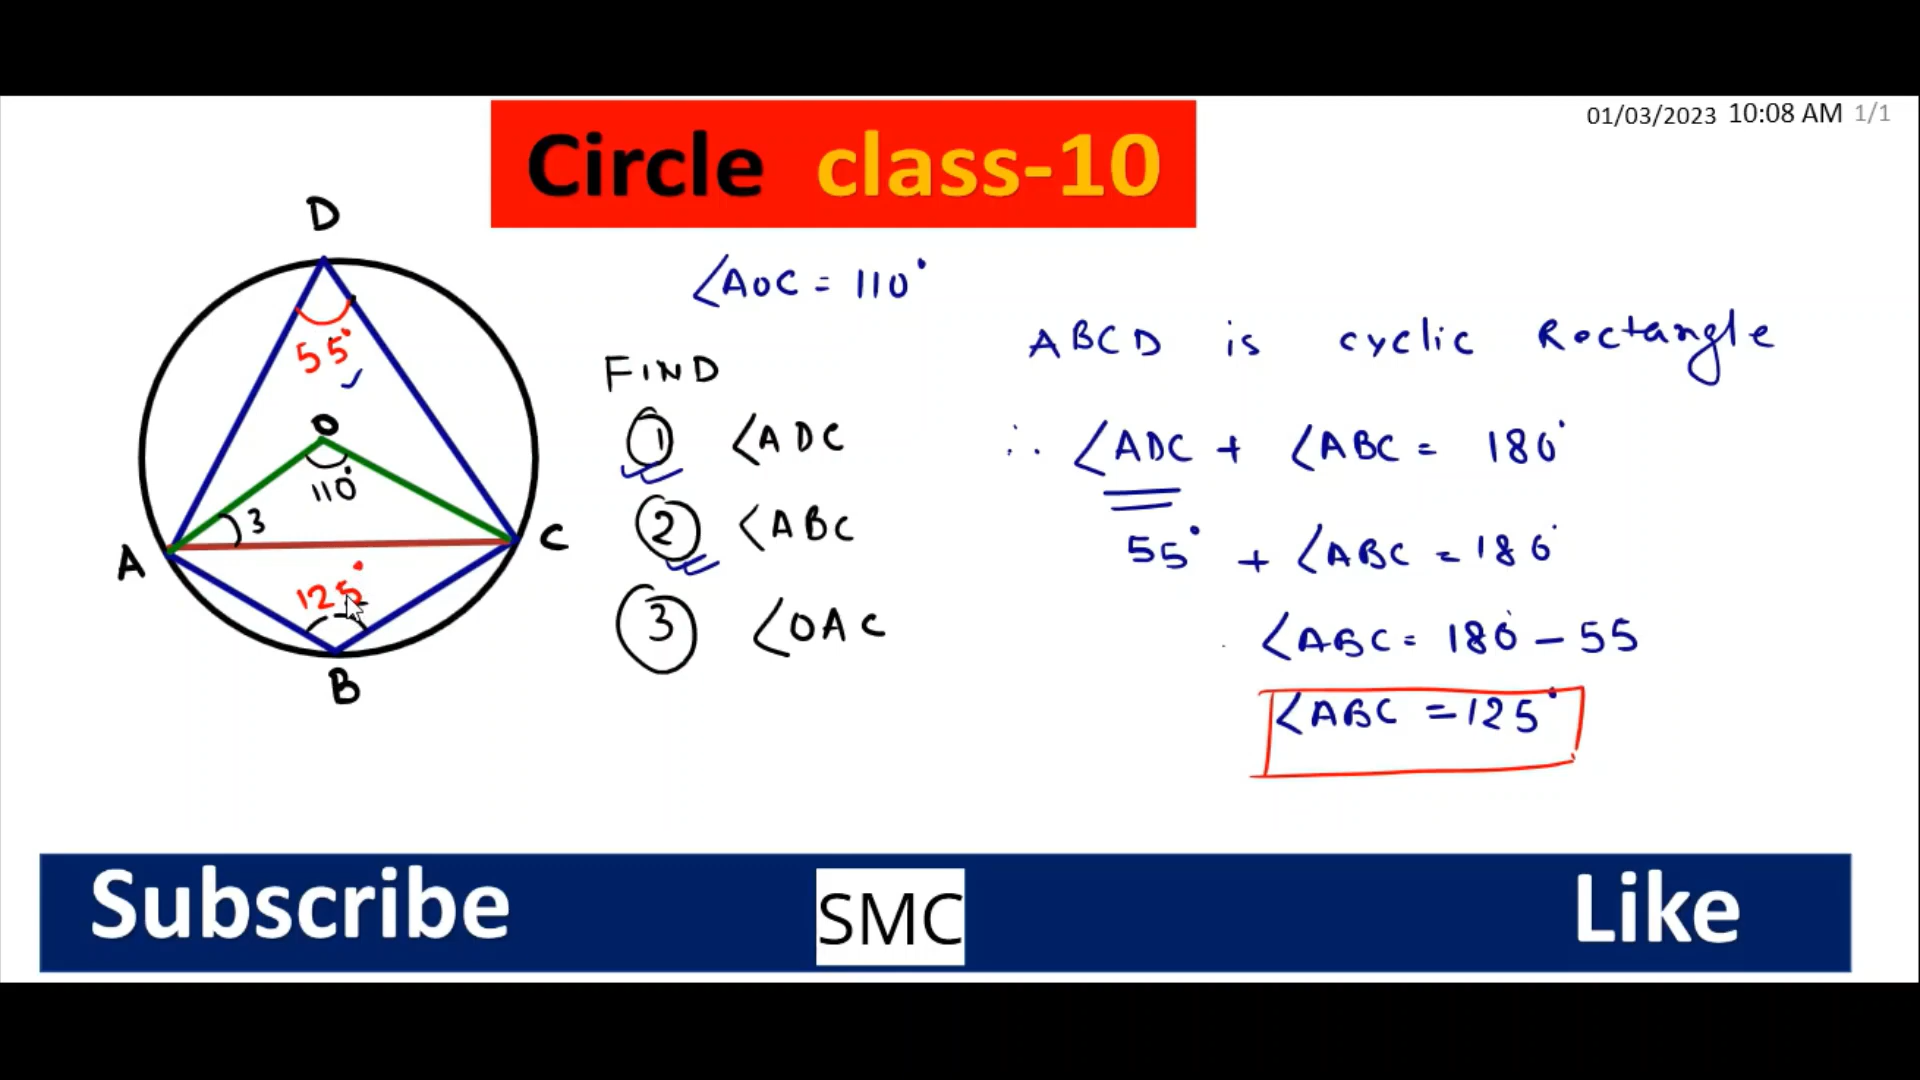 01/03/2023 10:08 AM 1/1
Circle class-10
D
55°
O
110°
3
A
C
125°
B
∠AOC = 110°
FIND
① ∠ADC
② ∠ABC
③ ∠OAC
ABCD is cyclic Rectangle
∴ ∠ADC + ∠ABC = 180°
55° + ∠ABC = 180°
∠ABC = 180 – 55
∠ABC = 125°
Subscribe
SMC
Like